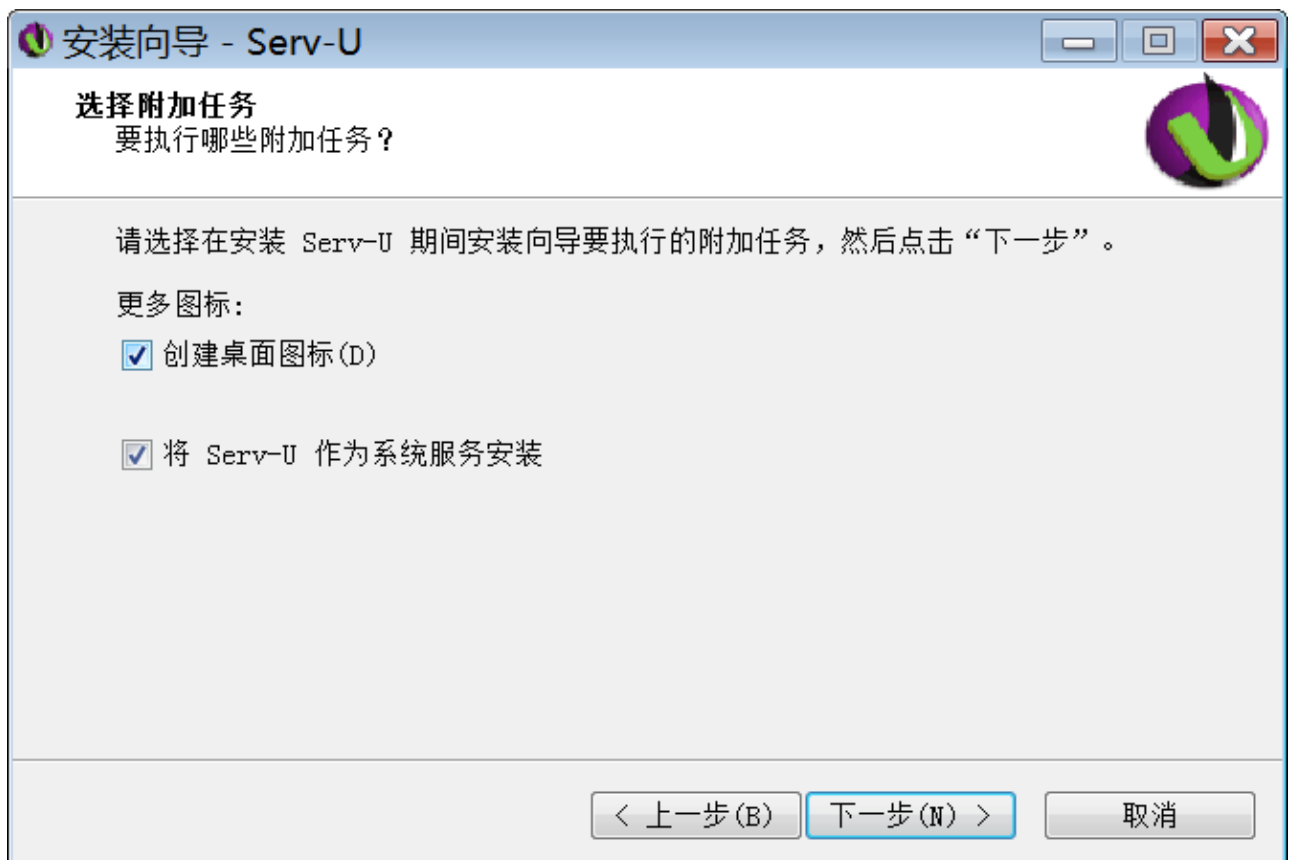 安装向导 - Serv-U
选择附加任务
要执行哪些附加任务？
请选择在安装 Serv-U 期间安装向导要执行的附加任务，然后点击“下一步”。
更多图标:
创建桌面图标(D)
将 Serv-U 作为系统服务安装
< 上一步(B)
下一步(N) >
取消